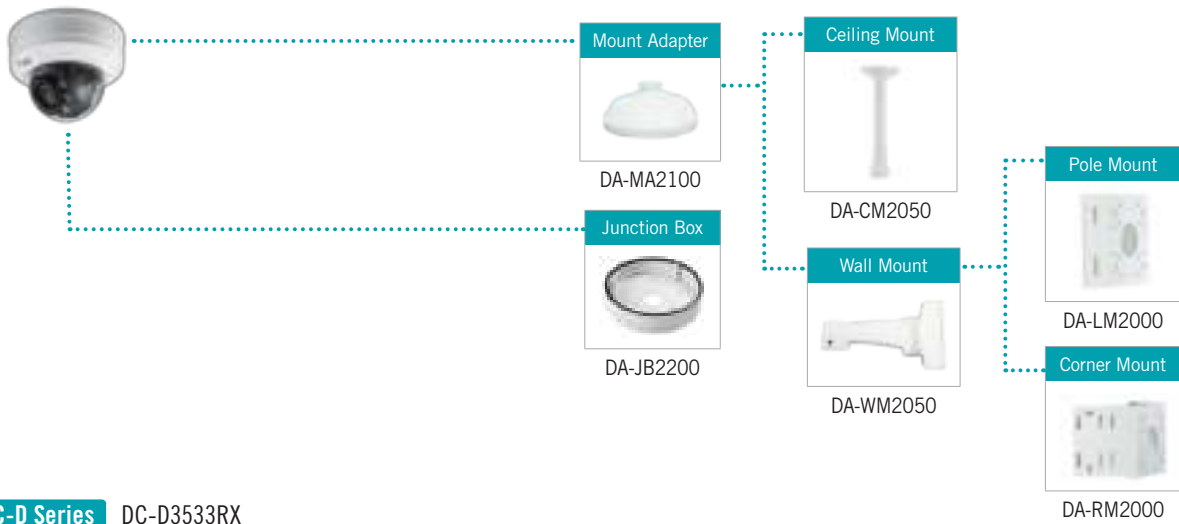 Mount Adapter
DA-MA2100
Ceiling Mount
DA-CM2050
Junction Box
DA-JB2200
Wall Mount
DA-WM2050
Pole Mount
DA-LM2000
Corner Mount
DA-RM2000
C-D Series DC-D3533RX